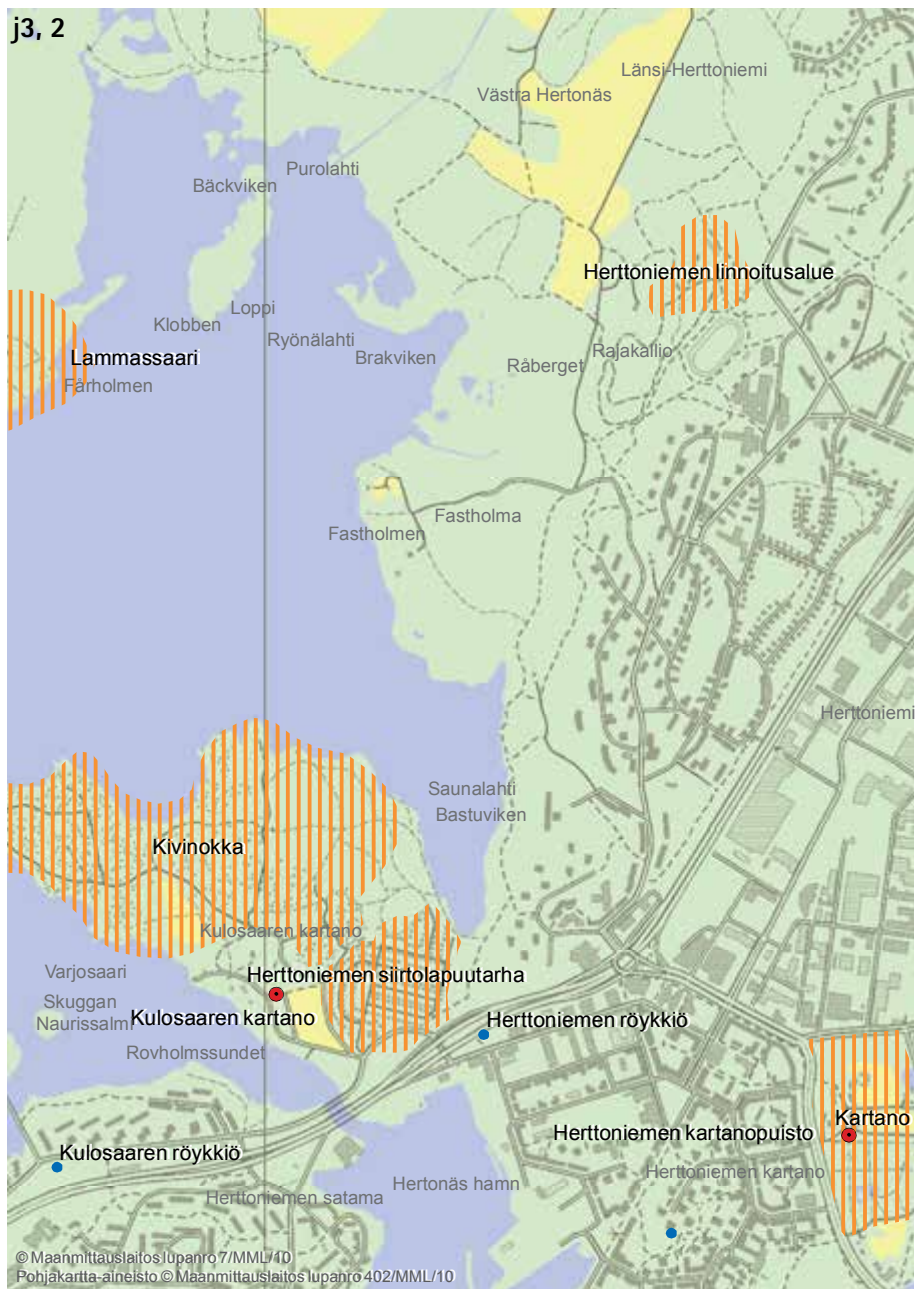 j3, 2
Länsi-Herttoniemi
Västra Hertonäs
Purolahti
Bäckviken
Herttoniemen linnoitusalue
Loppi
Klobben
Ryönälahti
Brakviken
Rajakallio
Råberget
Lammassaari
Fårholmen
Fastholma
Fastholmen
Herttoniemi
Saunalahti
Bastuviken
Kivinokka
Kulosaaren kartano
Varjosaari
Herttoniemen siirtolapuutarha
Skuggan
Naurissalmi
Kulosaaren kartano
Herttoniemen röykkiö
Rovholmssundet
Kartano
Herttoniemen kartanopuisto
Kulosaaren röykkiö
Herttoniemen kartano
Hertonäs hamn
Herttoniemen satama
© Maanmittauslaitos lupanro 7/MML/10
Pohjakartta-aineisto © Maanmittauslaitos lupanro 402/MML/10